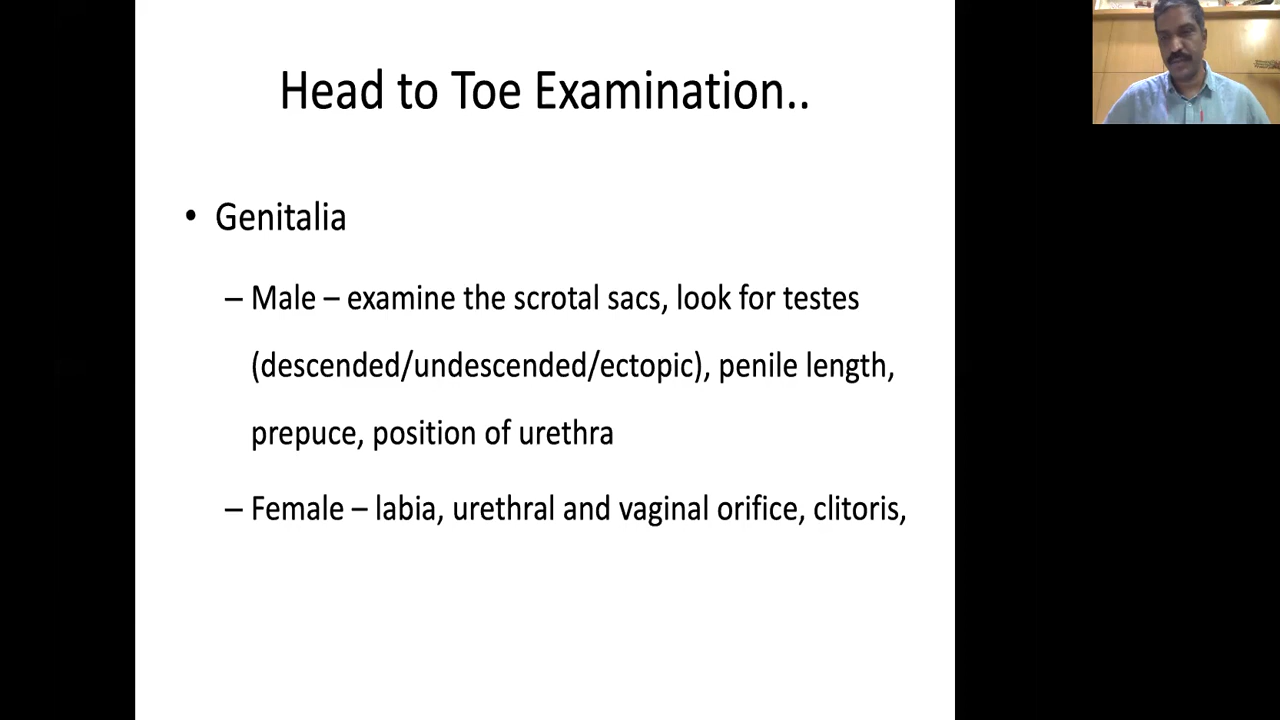 Head to Toe Examination..
• Genitalia
– Male – examine the scrotal sacs, look for testes
(descended/undescended/ectopic), penile length,
prepuce, position of urethra
– Female – labia, urethral and vaginal orifice, clitoris,